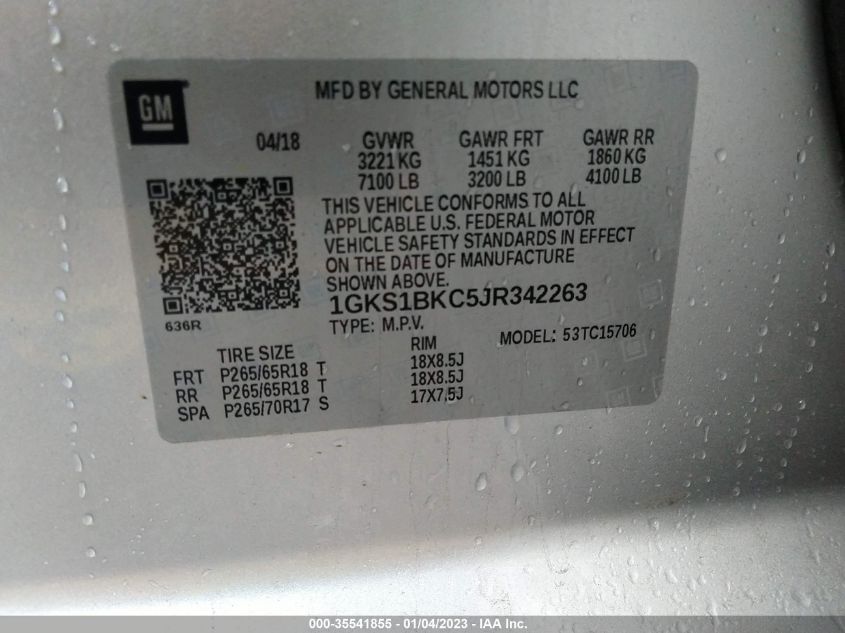 GM
MFD BY GENERAL MOTORS LLC
04/18 GVWR GAWR FRT GAWR RR
3221 KG 1451 KG 1860 KG
7100 LB 3200 LB 4100 LB
THIS VEHICLE CONFORMS TO ALL
APPLICABLE U.S. FEDERAL MOTOR
VEHICLE SAFETY STANDARDS IN EFFECT
ON THE DATE OF MANUFACTURE
SHOWN ABOVE.
1GKS1BKC5JR342263
636R
TYPE: M.P.V. MODEL: 53TC15706
TIRE SIZE RIM
FRT P265/65R18 T 18X8.5J
RR P265/65R18 T 18X8.5J
SPA P265/70R17 S 17X7.5J
000-35541855 - 01/04/2023 - IAA Inc.